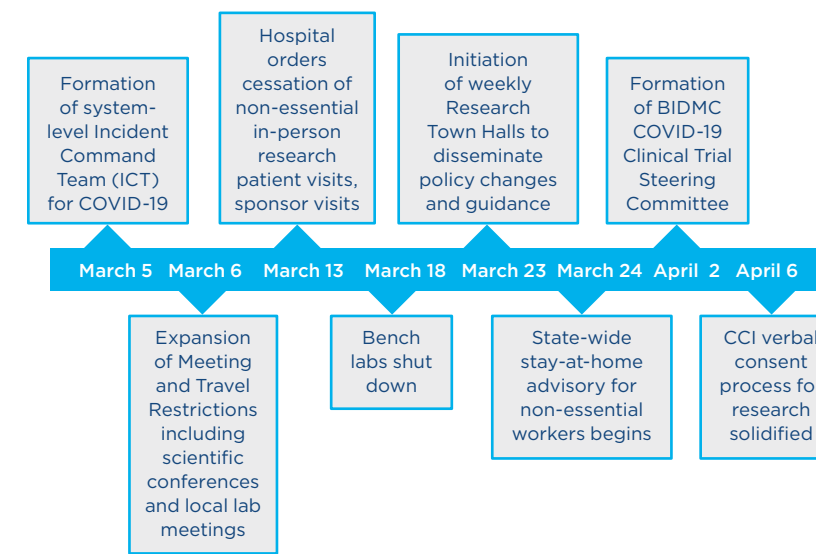 Formation
of system-
level Incident
Command
Team (ICT)
for COVID-19
Hospital
orders
cessation of
non-essential
in-person
research
patient visits,
sponsor visits
Initiation
of weekly
Research
Town Halls to
disseminate
policy changes
and guidance
Formation
of BIDMC
COVID-19
Clinical Trial
Steering
Committee
March 5 March 6 March 13 March 18 March 23 March 24 April 2 April 6
Expansion
of Meeting
and Travel
Restrictions
including
scientific
conferences
and local lab
meetings
Bench
labs shut
down
State-wide
stay-at-home
advisory for
non-essential
workers begins
CCI verbal
consent
process fo
research
solidified